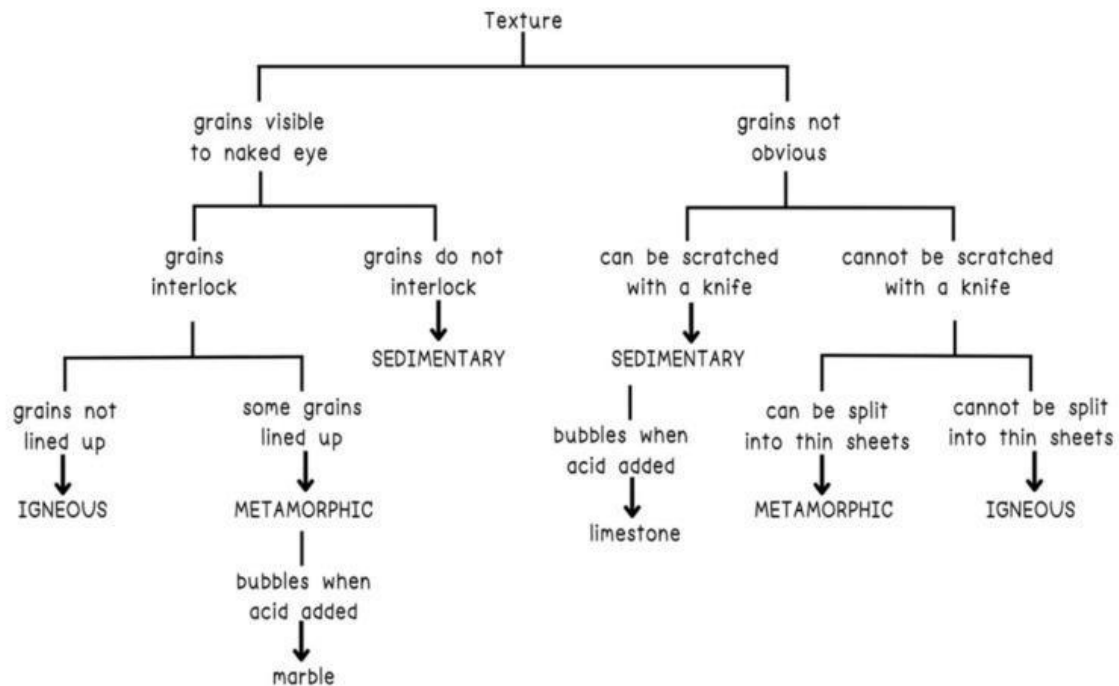 Texture
grains visible
to naked eye
grains not
obvious
grains
interlock
grains do not
interlock
can be scratched
with a knife
cannot be scratched
with a knife
SEDIMENTARY
SEDIMENTARY
grains not
lined up
some grains
lined up
bubbles when
acid added
can be split
into thin sheets
cannot be split
into thin sheets
IGNEOUS
METAMORPHIC
limestone
METAMORPHIC
IGNEOUS
bubbles when
acid added
marble